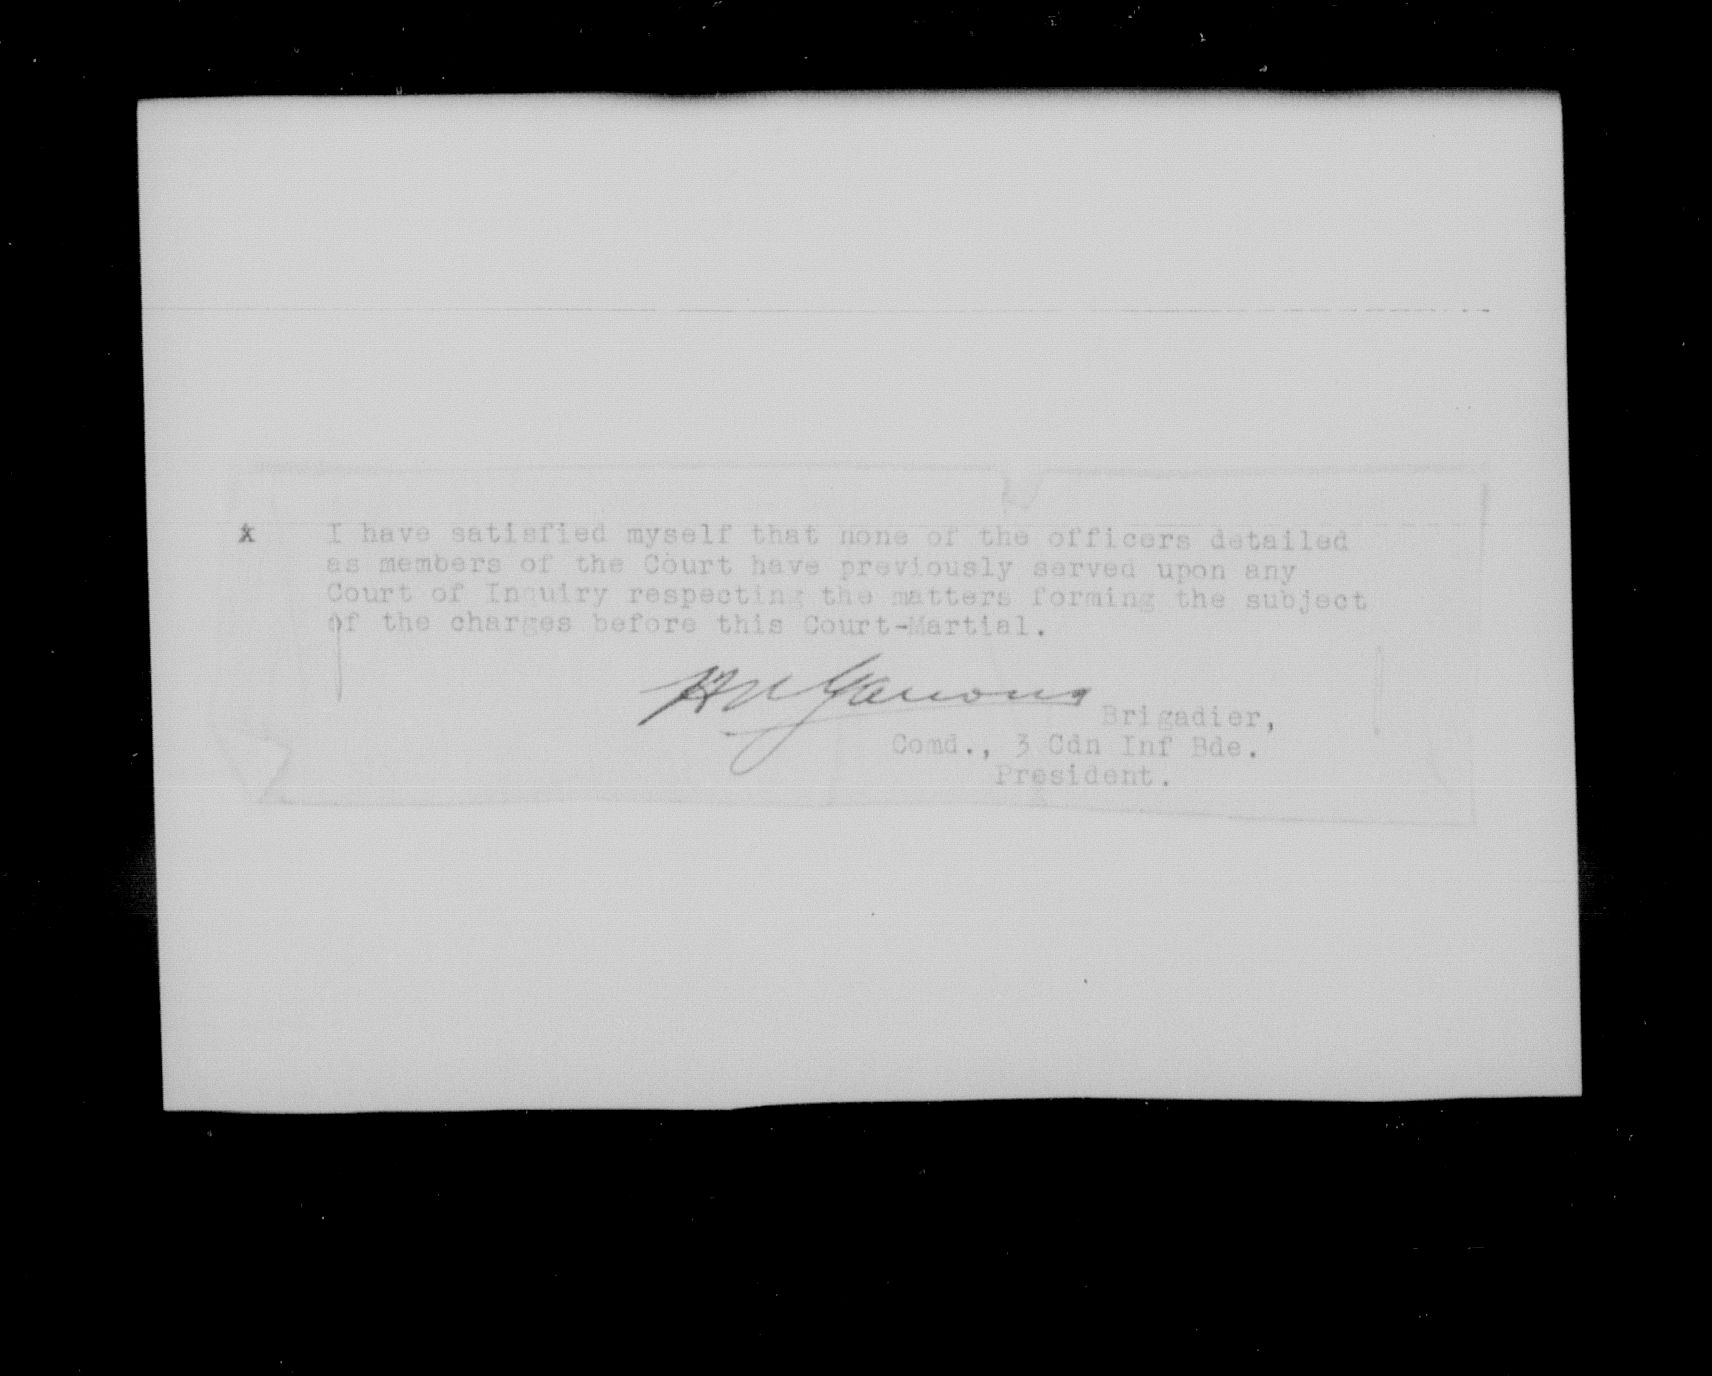 x I have satisfied myself that none of the officers detailed
as members of the Court have previously served upon any
Court of Inquiry respecting the matters forming the subject
of the charges before this Court-Martial.
Brigadier,
Comd., 3 Cdn Inf Bde.
President.